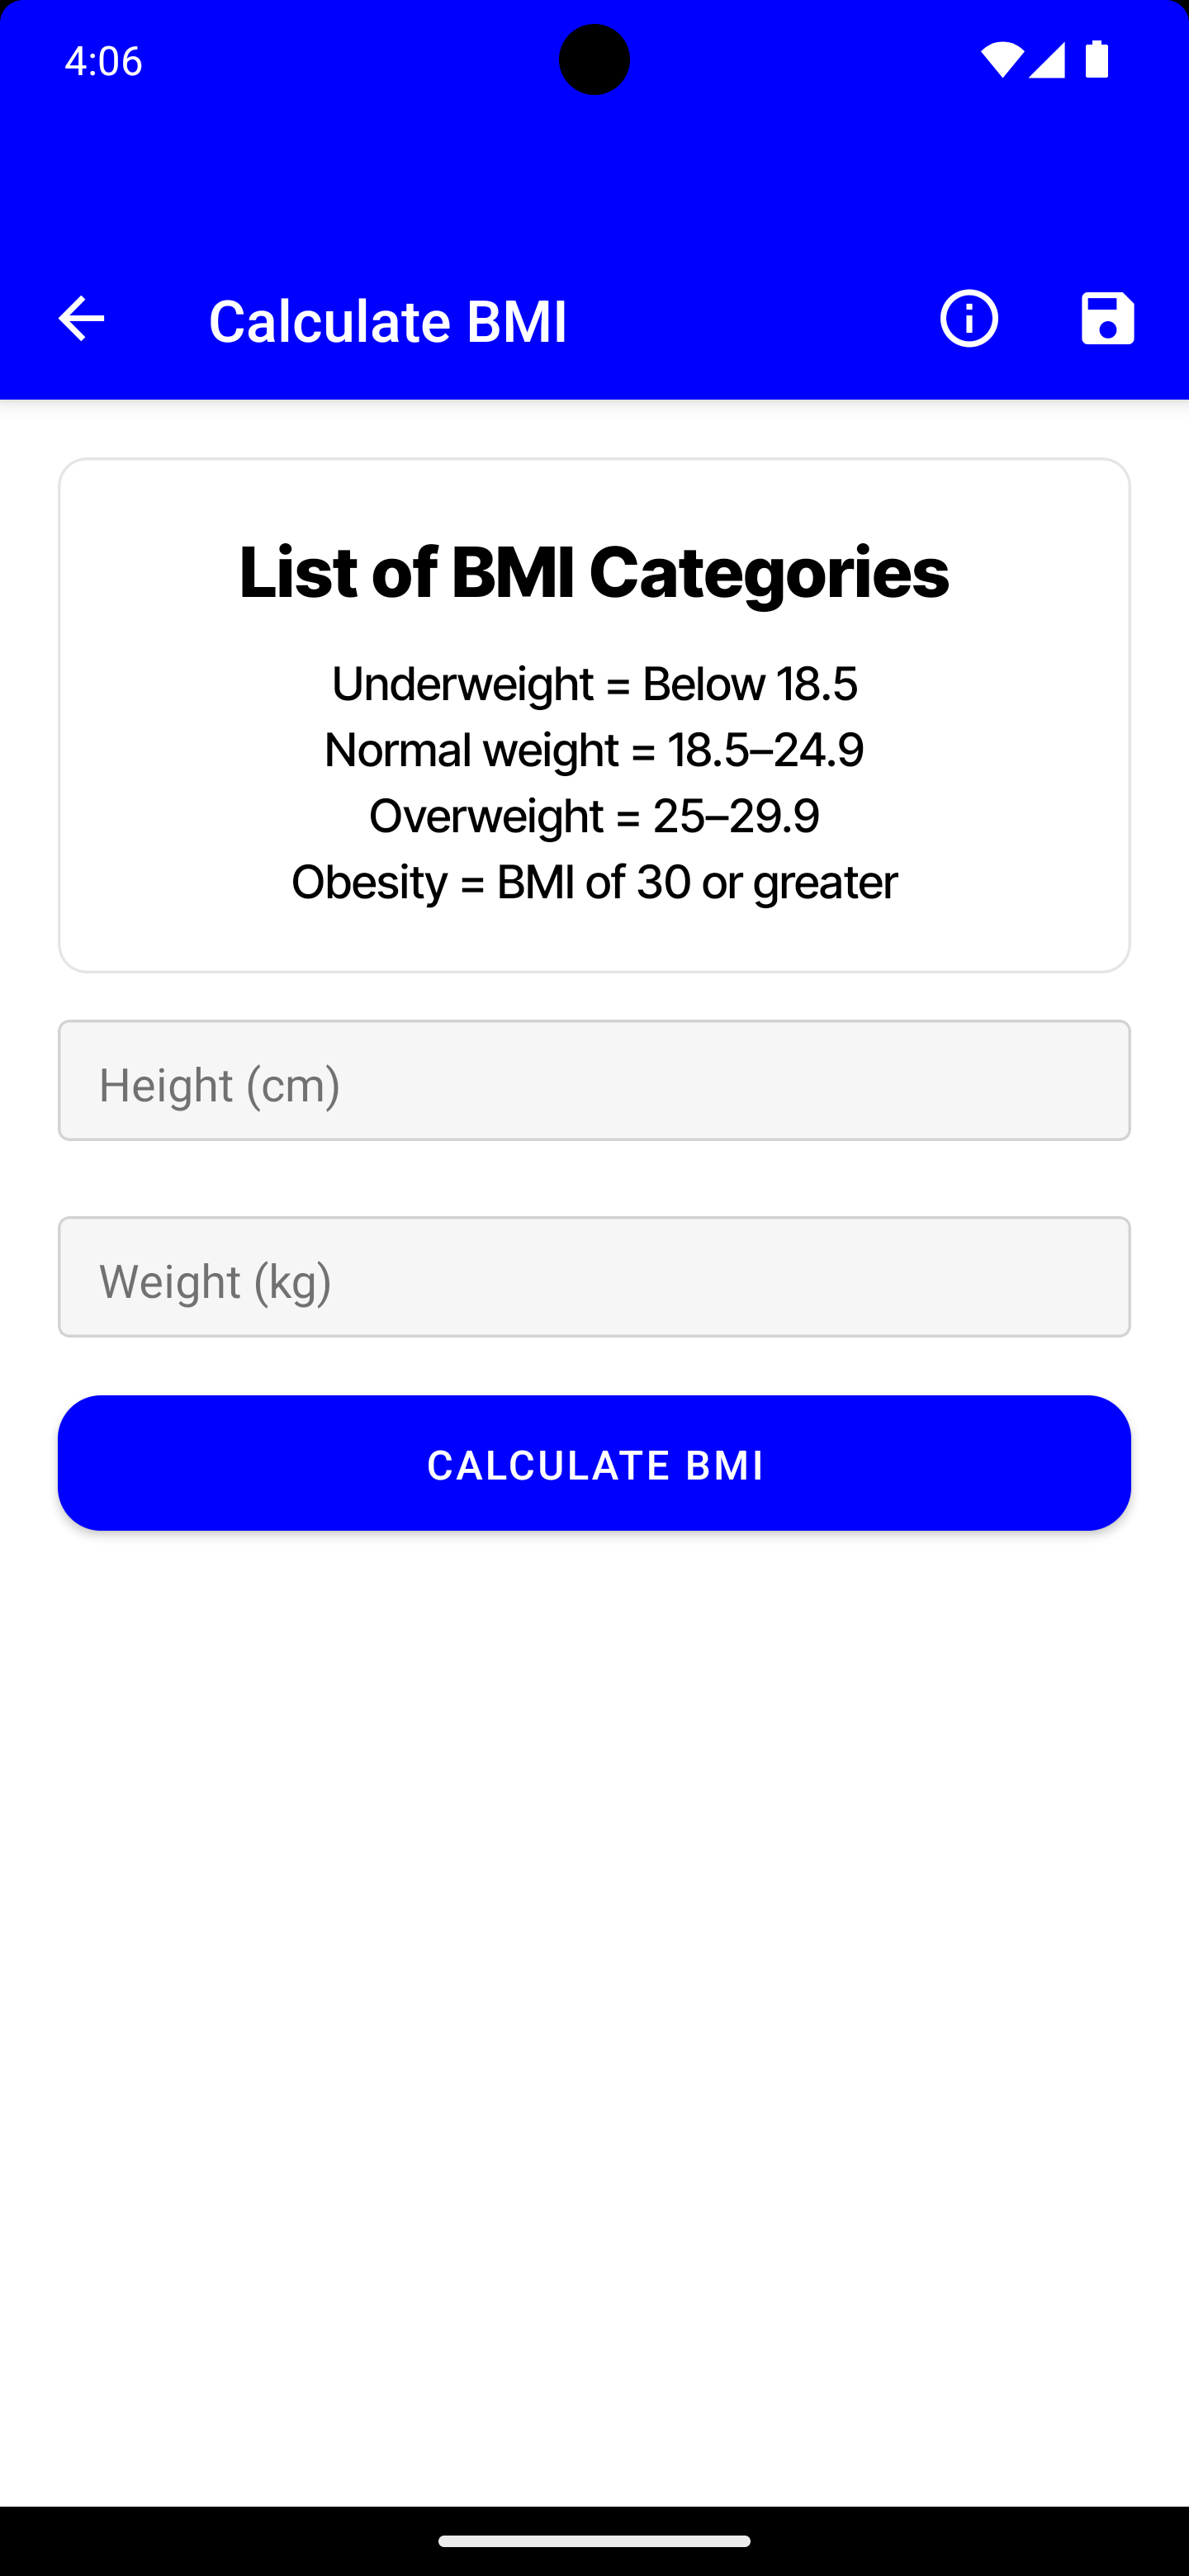 4:06
Calculate BMI
List of BMI Categories
Underweight = Below 18.5
Normal weight = 18.5–24.9
Overweight = 25–29.9
Obesity = BMI of 30 or greater
Height (cm)
Weight (kg)
CALCULATE BMI